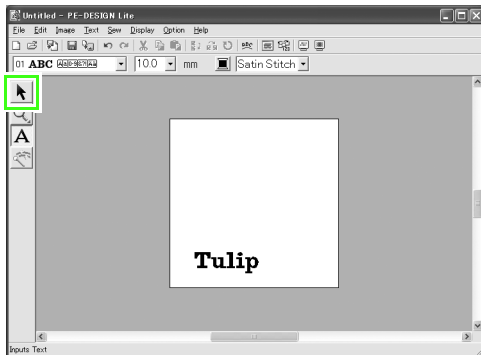 Untitled - PE-DESIGN Lite
File Edit Image Text Sew Display Option Help
01 ABC 10.0 mm Satin Stitch
A
Tulip
Inputs Text